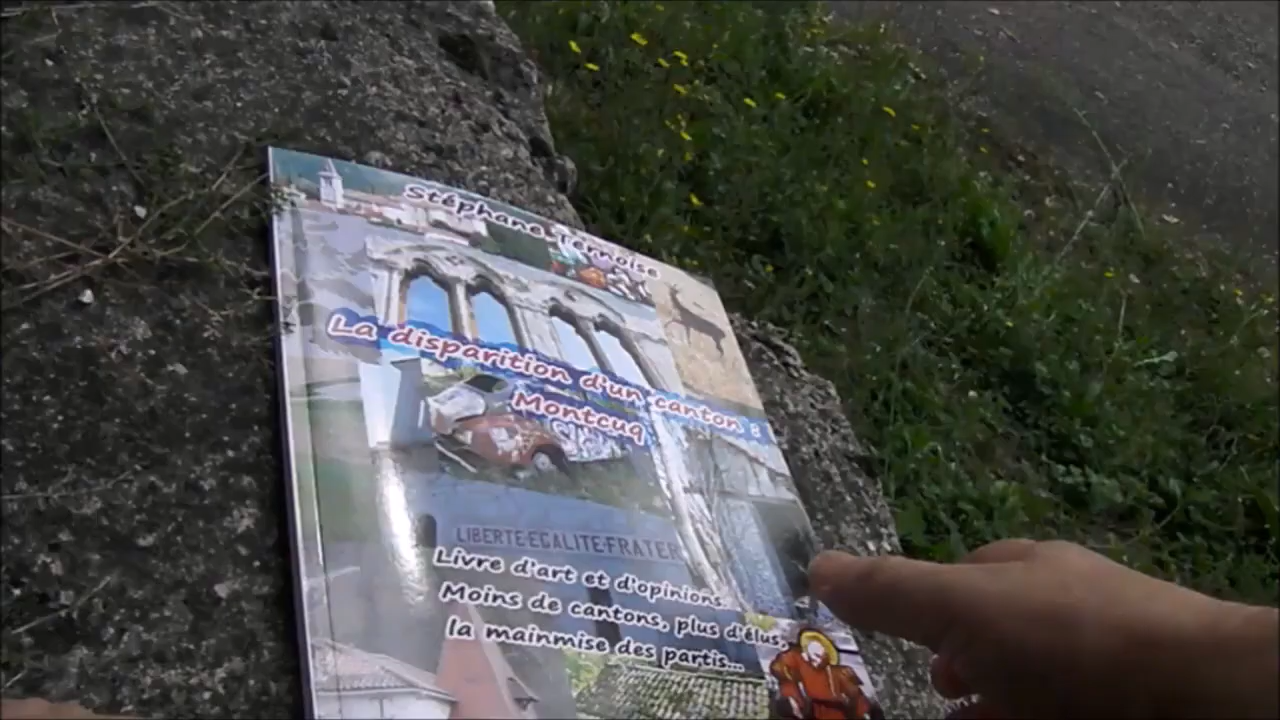 Stéphane Ternoise
La disparition d'un canton :
Montcuq
LIBERTE·EGALITE·FRATER
Livre d'art et d'opinions.
Moins de cantons, plus d'élus,
la mainmise des partis...